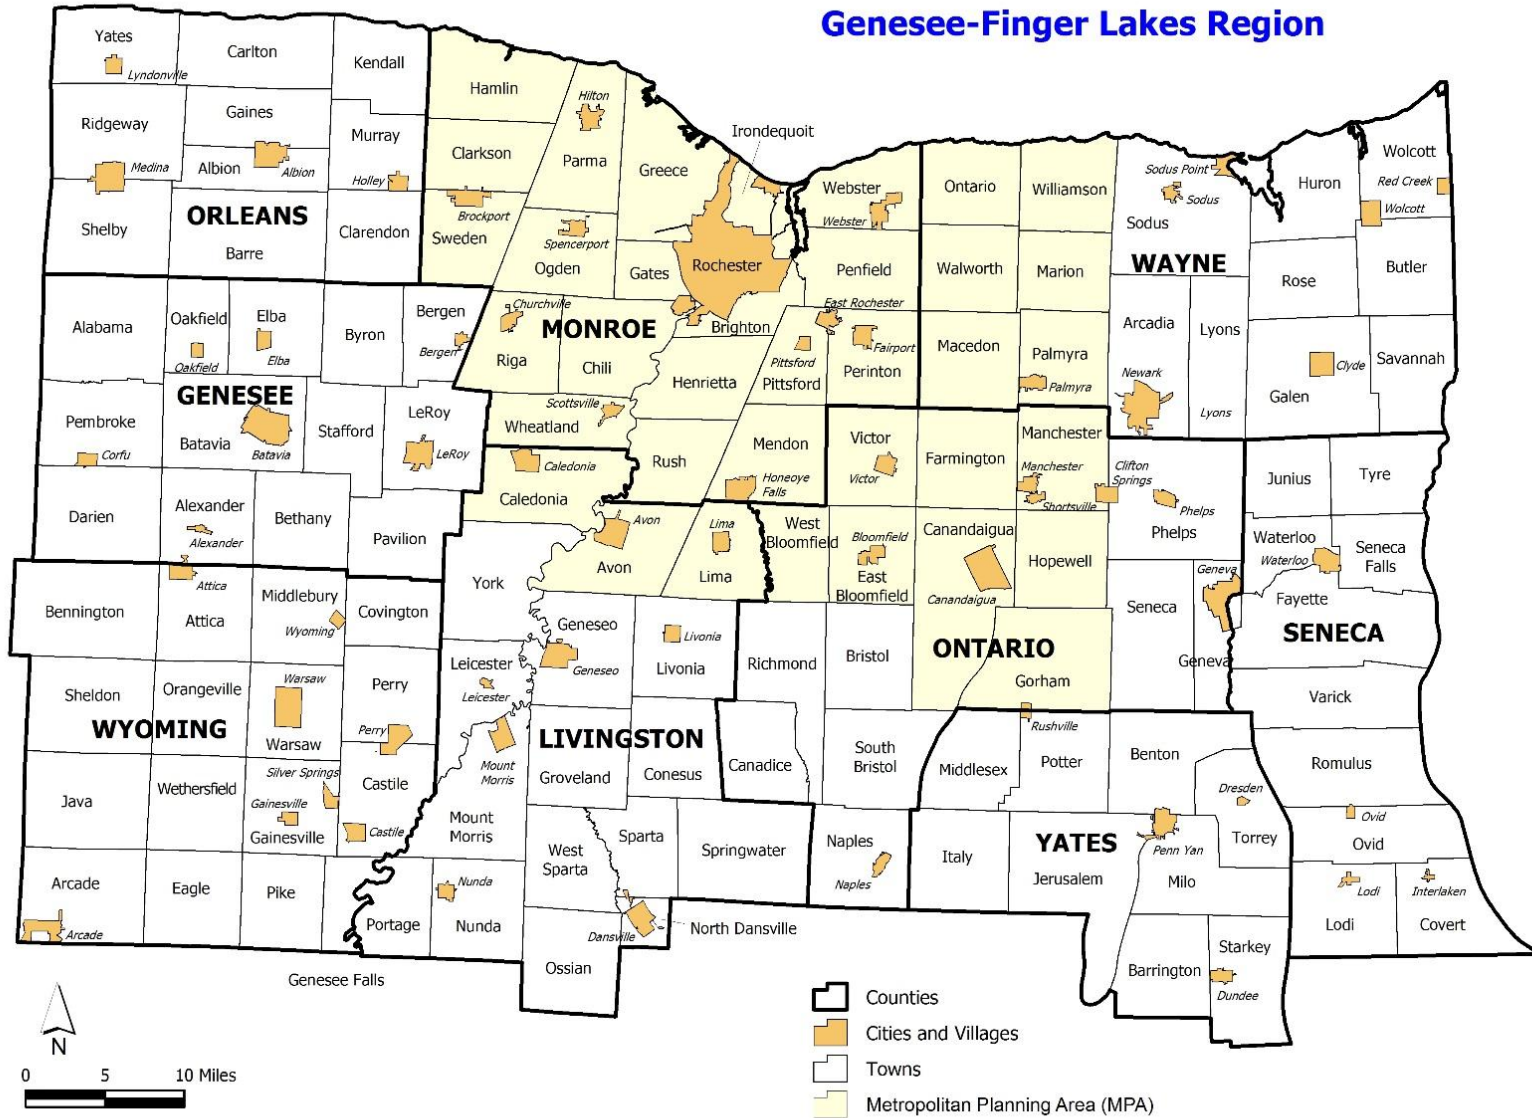 Genesee-Finger Lakes Region
Yates
Lyndonville
Carlton
Kendall
Ridgeway
Medina
Gaines
Albion
Albion
Murray
Holley
Shelby
ORLEANS
Barre
Clarendon
Hamlin
Clarkson
Brockport
Sweden
Hilton
Parma
Spencerport
Ogden
Greece
Gates
Irondequoit
Rochester
Webster
Webster
Penfield
East Rochester
Brighton
Churchville
MONROE
Riga
Chili
Henrietta
Pittsford
Pittsford
Fairport
Perinton
Scottsville
Wheatland
Rush
Mendon
Honeoye
Falls
Ontario
Williamson
Sodus Point
Sodus
Sodus
Huron
Wolcott
Red Creek
Wolcott
Walworth
Marion
WAYNE
Rose
Butler
Macedon
Palmyra
Palmyra
Arcadia
Newark
Lyons
Lyons
Clyde
Galen
Savannah
Alabama
Oakfield
Oakfield
Elba
Elba
Byron
Bergen
Bergen
GENESEE
Pembroke
Corfu
Batavia
Batavia
Stafford
LeRoy
LeRoy
Darien
Alexander
Alexander
Bethany
Pavilion
Caledonia
Caledonia
Avon
Avon
Lima
Lima
York
Victor
Victor
Farmington
Manchester
Manchester
Shortsville
Clifton
Springs
Phelps
Phelps
West
Bloomfield
Bloomfield
East
Bloomfield
Canandaigua
Canandaigua
Hopewell
Seneca
Geneva
Geneva
ONTARIO
Gorham
Richmond
Bristol
Canadice
South
Bristol
Naples
Naples
Junius
Tyre
Waterloo
Waterloo
Seneca
Falls
Fayette
SENECA
Varick
Romulus
Ovid
Ovid
Lodi
Lodi
Interlaken
Covert
Bennington
Attica
Attica
Middlebury
Wyoming
Covington
Sheldon
Orangeville
Warsaw
Warsaw
Perry
Perry
WYOMING
Java
Wethersfield
Silver Springs
Gainesville
Gainesville
Castile
Castile
Arcade
Arcade
Eagle
Pike
Genesee Falls
Portage
Leicester
Leicester
Geneseo
Geneseo
Livonia
Livonia
LIVINGSTON
Mount
Morris
Mount
Morris
Groveland
Conesus
Nunda
Nunda
West
Sparta
Sparta
Springwater
Dansville
North Dansville
Ossian
Rushville
Middlesex
Potter
Benton
Dresden
Torrey
YATES
Penn Yan
Italy
Jerusalem
Milo
Barrington
Starkey
Dundee
N
0 5 10 Miles
Counties
Cities and Villages
Towns
Metropolitan Planning Area (MPA)